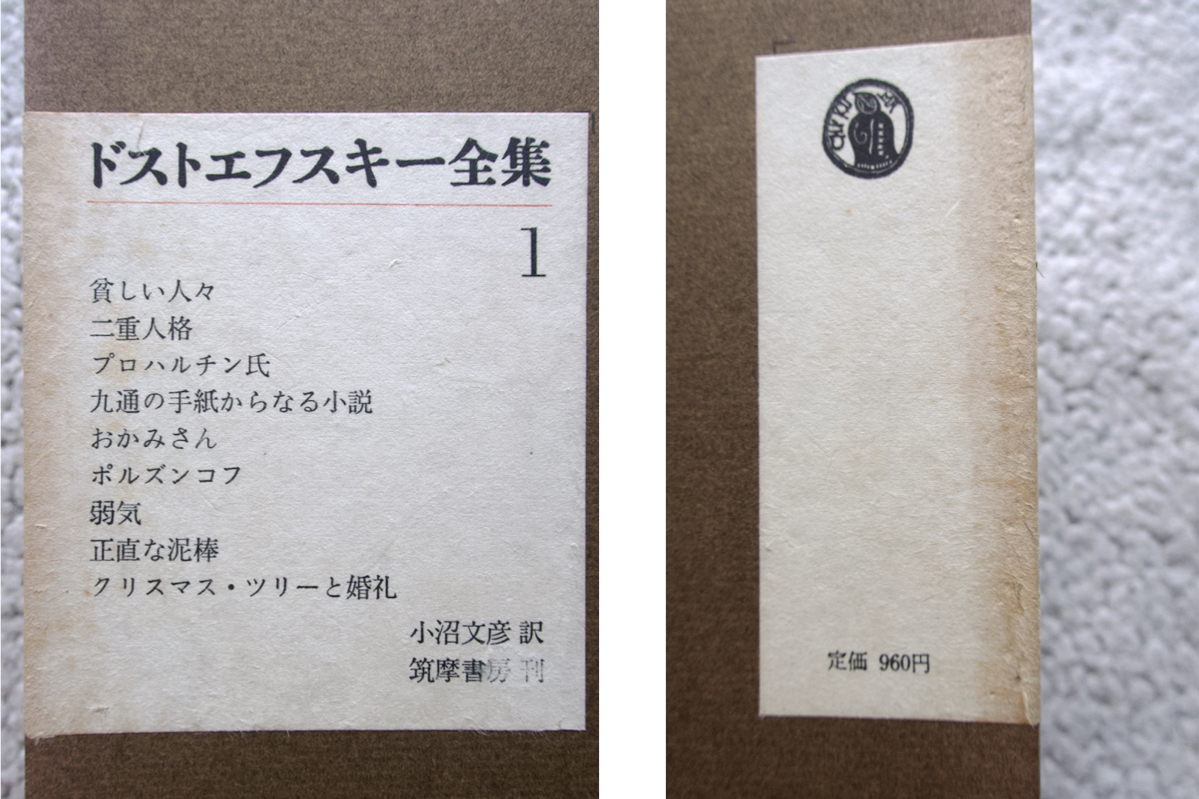 ドストエフスキー全集
1
貧しい人々
二重人格
プロハルチン氏
九通の手紙からなる小説
おかみさん
ポルズンコフ
弱気
正直な泥棒
クリスマス・ツリーと婚礼
小沼文彦 訳
筑摩書房 刊
定価 960円